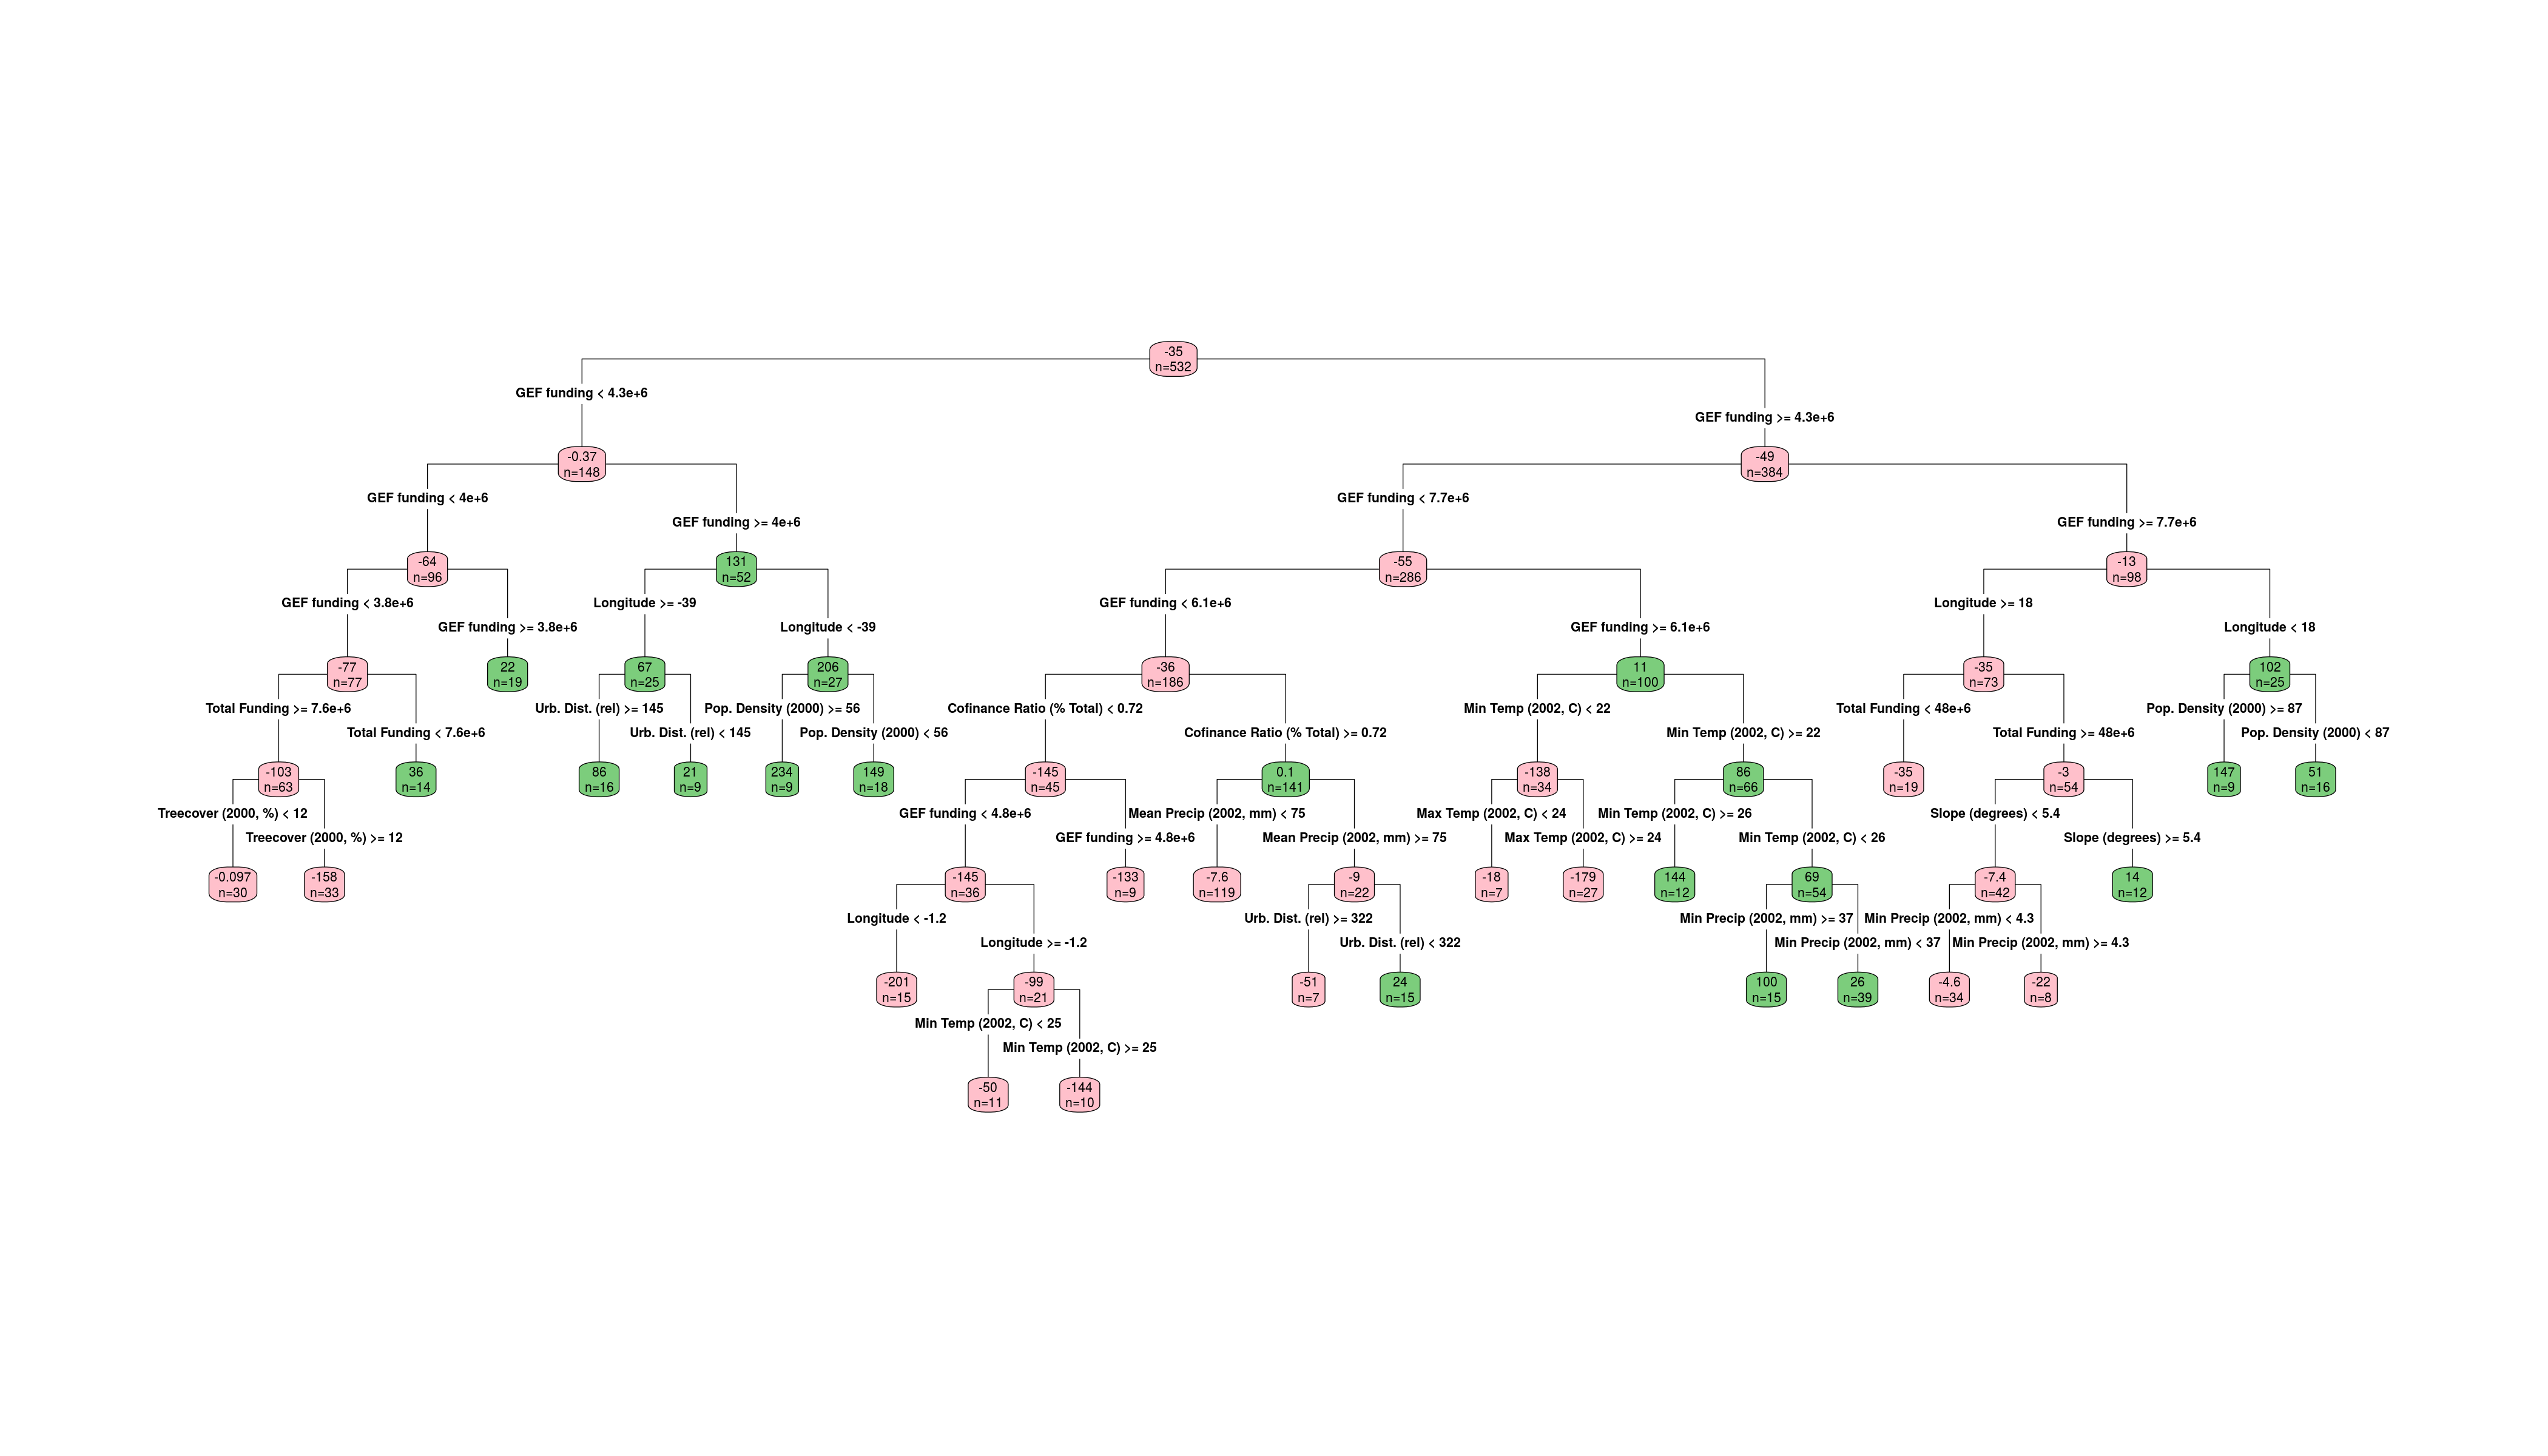 -35
n=532
GEF funding < 4.3e+6
GEF funding >= 4.3e+6
-0.37
n=148
-49
n=384
GEF funding < 4e+6
GEF funding >= 4e+6
GEF funding < 7.7e+6
GEF funding >= 7.7e+6
-64
n=96
131
n=52
-55
n=286
-13
n=98
GEF funding < 3.8e+6
GEF funding >= 3.8e+6
Longitude >= -39
Longitude < -39
GEF funding < 6.1e+6
GEF funding >= 6.1e+6
Longitude >= 18
Longitude < 18
-77
n=77
22
n=19
67
n=25
206
n=27
-36
n=186
11
n=100
-35
n=73
102
n=25
Total Funding >= 7.6e+6
Total Funding < 7.6e+6
Urb. Dist. (rel) >= 145
Urb. Dist. (rel) < 145
Pop. Density (2000) >= 56
Pop. Density (2000) < 56
Cofinance Ratio (% Total) < 0.72
Cofinance Ratio (% Total) >= 0.72
Min Temp (2002, C) < 22
Min Temp (2002, C) >= 22
Total Funding < 48e+6
Total Funding >= 48e+6
Pop. Density (2000) >= 87
Pop. Density (2000) < 87
-103
n=63
36
n=14
86
n=16
21
n=9
234
n=9
149
n=18
-145
n=45
0.1
n=141
-138
n=34
86
n=66
-35
n=19
-3
n=54
147
n=9
51
n=16
Treecover (2000, %) < 12
Treecover (2000, %) >= 12
GEF funding < 4.8e+6
GEF funding >= 4.8e+6
Mean Precip (2002, mm) < 75
Mean Precip (2002, mm) >= 75
Max Temp (2002, C) < 24
Max Temp (2002, C) >= 24
Min Temp (2002, C) >= 26
Min Temp (2002, C) < 26
Slope (degrees) < 5.4
Slope (degrees) >= 5.4
-0.097
n=30
-158
n=33
-145
n=36
-133
n=9
-7.6
n=119
-9
n=22
-18
n=7
-179
n=27
144
n=12
69
n=54
-7.4
n=42
14
n=12
Longitude < -1.2
Longitude >= -1.2
Urb. Dist. (rel) >= 322
Urb. Dist. (rel) < 322
Min Precip (2002, mm) >= 37
Min Precip (2002, mm) < 37
Min Precip (2002, mm) < 4.3
Min Precip (2002, mm) >= 4.3
-201
n=15
-99
n=21
-51
n=7
24
n=15
100
n=15
26
n=39
-4.6
n=34
-22
n=8
Min Temp (2002, C) < 25
Min Temp (2002, C) >= 25
-50
n=11
-144
n=10